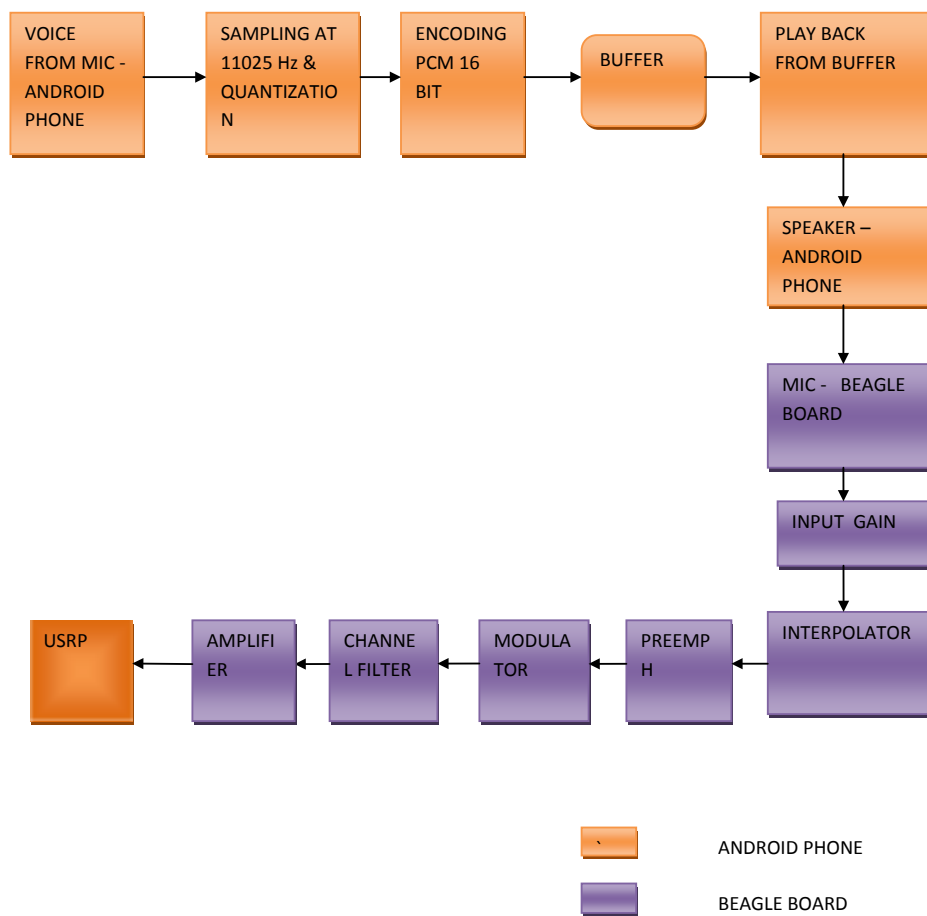 VOICE
FROM MIC -
ANDROID
PHONE
SAMPLING AT
11025 Hz &
QUANTIZATIO
N
ENCODING
PCM 16
BIT
BUFFER
PLAY BACK
FROM BUFFER
SPEAKER –
ANDROID
PHONE
MIC - BEAGLE
BOARD
INPUT GAIN
INTERPOLATOR
PREEMP
H
MODULA
TOR
CHANNE
L FILTER
AMPLIFI
ER
USRP
`
ANDROID PHONE
BEAGLE BOARD